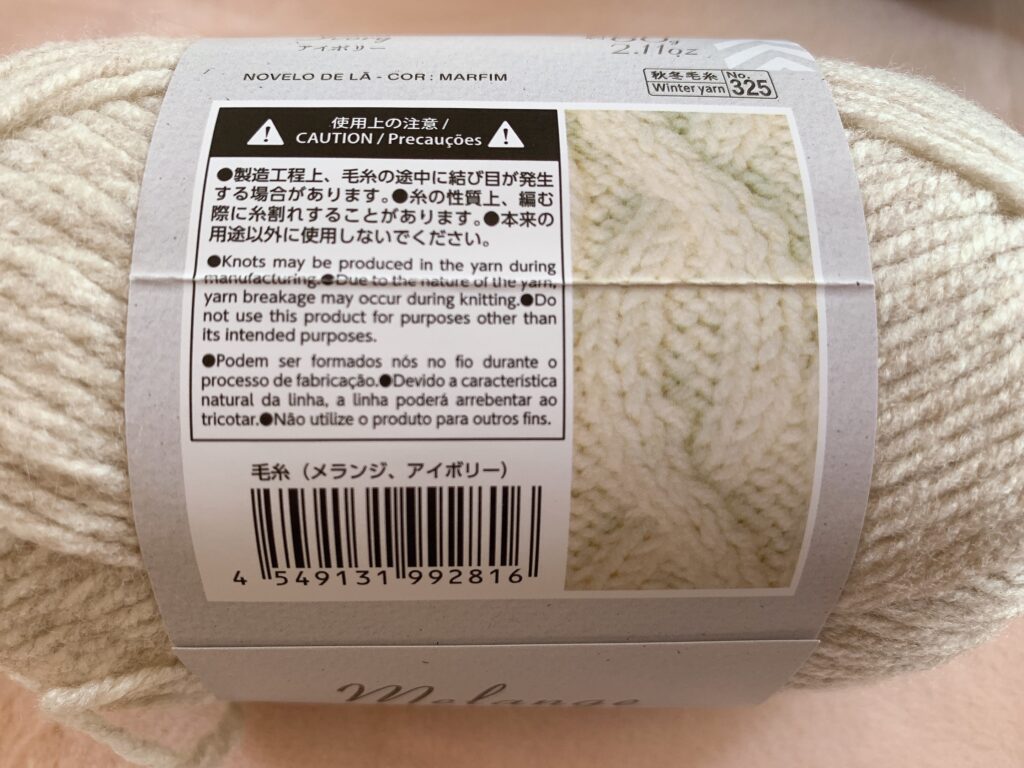 アイボリー
2.11oz
NOVELO DE LÃ - COR : MARFIM
秋冬毛糸 No.
Winter yarn 325
使用上の注意 /
CAUTION / Precauções
●製造工程上、毛糸の途中に結び目が発生
する場合があります。●糸の性質上、編む
際に糸割れすることがあります。●本来の
用途以外に使用しないでください。
●Knots may be produced in the yarn during
manufacturing.●Due to the nature of the yarn,
yarn breakage may occur during knitting.●Do
not use this product for purposes other than
its intended purposes.
●Podem ser formados nós no fio durante o
processo de fabricação.●Devido a característica
natural da linha, a linha poderá arrebentar ao
tricotar.●Não utilize o produto para outros fins.
毛糸（メランジ、アイボリー）
4 549131 992816
Melange